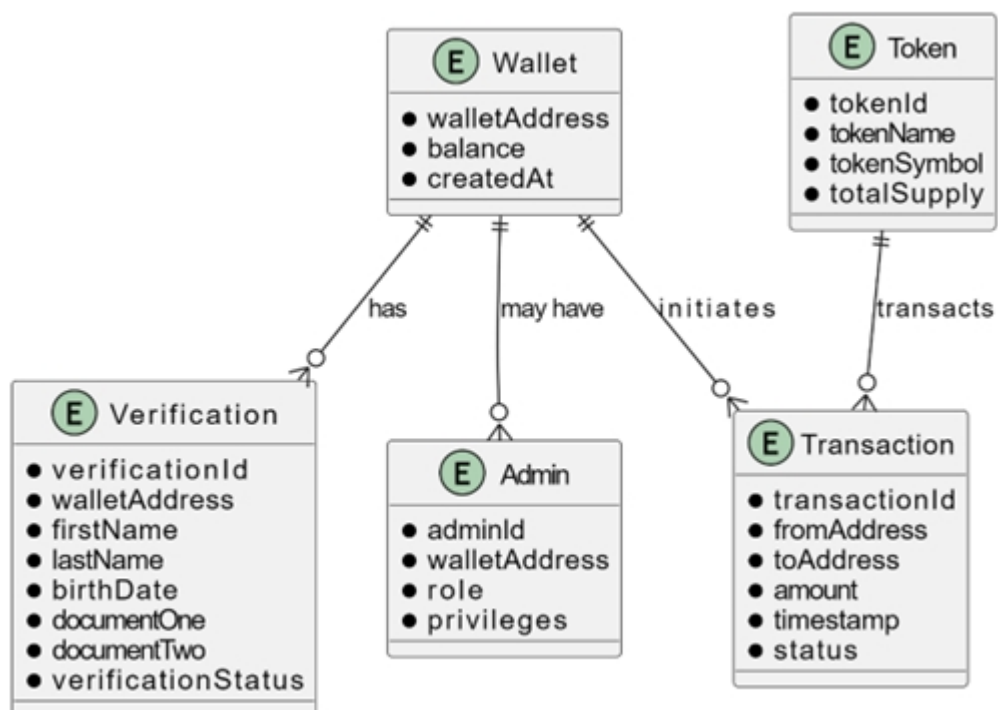 E Wallet
walletAddress
balance
createdAt
E Token
tokenId
tokenName
tokenSymbol
totalSupply
has
may have
initiates
transacts
E Verification
verificationId
walletAddress
firstName
lastName
birthDate
documentOne
documentTwo
verificationStatus
E Admin
adminId
walletAddress
role
privileges
E Transaction
transactionId
fromAddress
toAddress
amount
timestamp
status